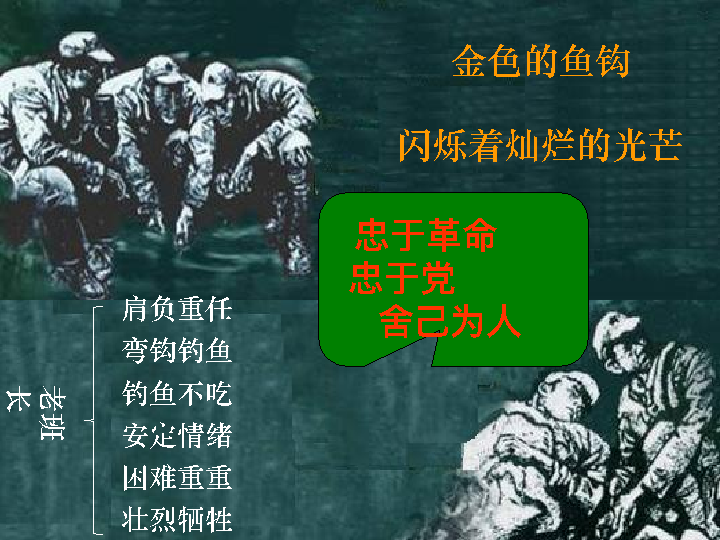 金色的鱼钩
闪烁着灿烂的光芒
忠于革命
忠于党
舍己为人
老班长
肩负重任
弯钩钓鱼
钓鱼不吃
安定情绪
困难重重
壮烈牺牲